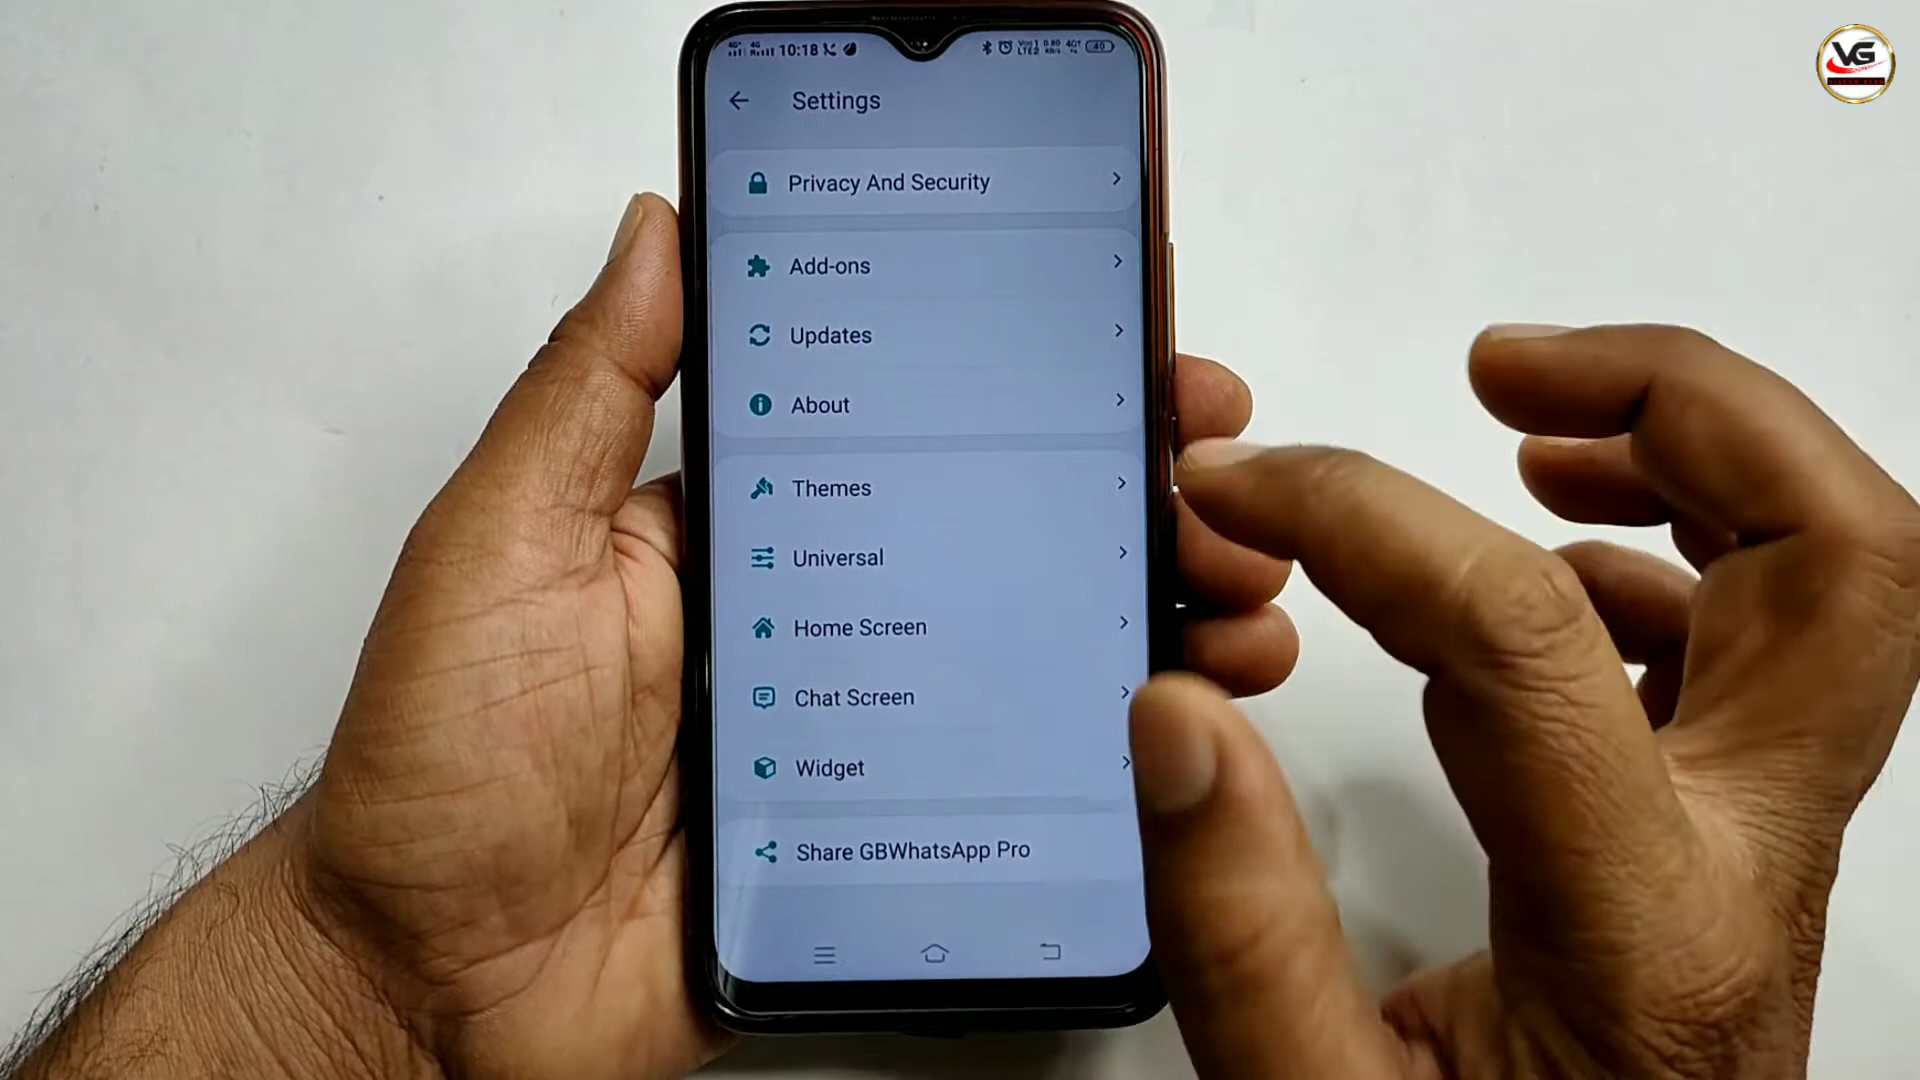 10:18
40
Settings
Privacy And Security
Add-ons
Updates
About
Themes
Universal
Home Screen
Chat Screen
Widget
Share GBWhatsApp Pro
VG